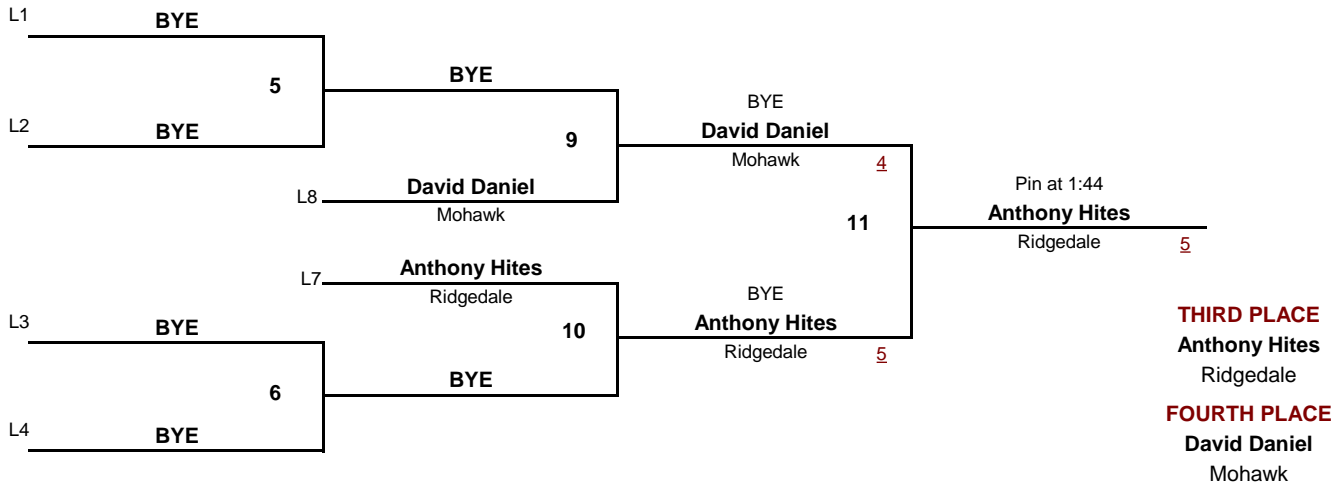 L1
BYE
5
BYE
L2
BYE
9
BYE
David Daniel
Mohawk
4
L8
David Daniel
Mohawk
11
Pin at 1:44
Anthony Hites
Ridgedale
5
L7
Anthony Hites
Ridgedale
10
BYE
Anthony Hites
Ridgedale
5
L3
BYE
6
BYE
L4
BYE
THIRD PLACE
Anthony Hites
Ridgedale
FOURTH PLACE
David Daniel
Mohawk